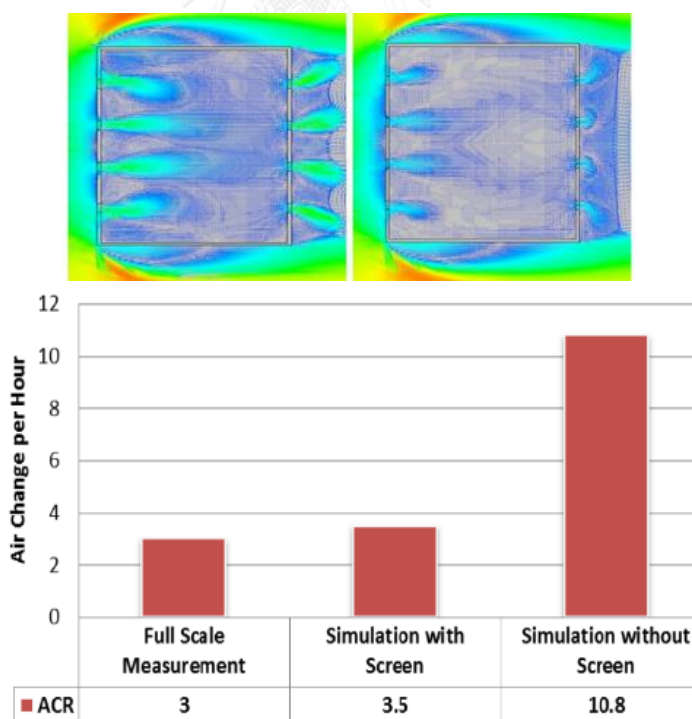 12
10
8
6
4
2
0
Air Change per Hour
Full Scale
Measurement
Simulation with
Screen
Simulation without
Screen
ACR
3
3.5
10.8